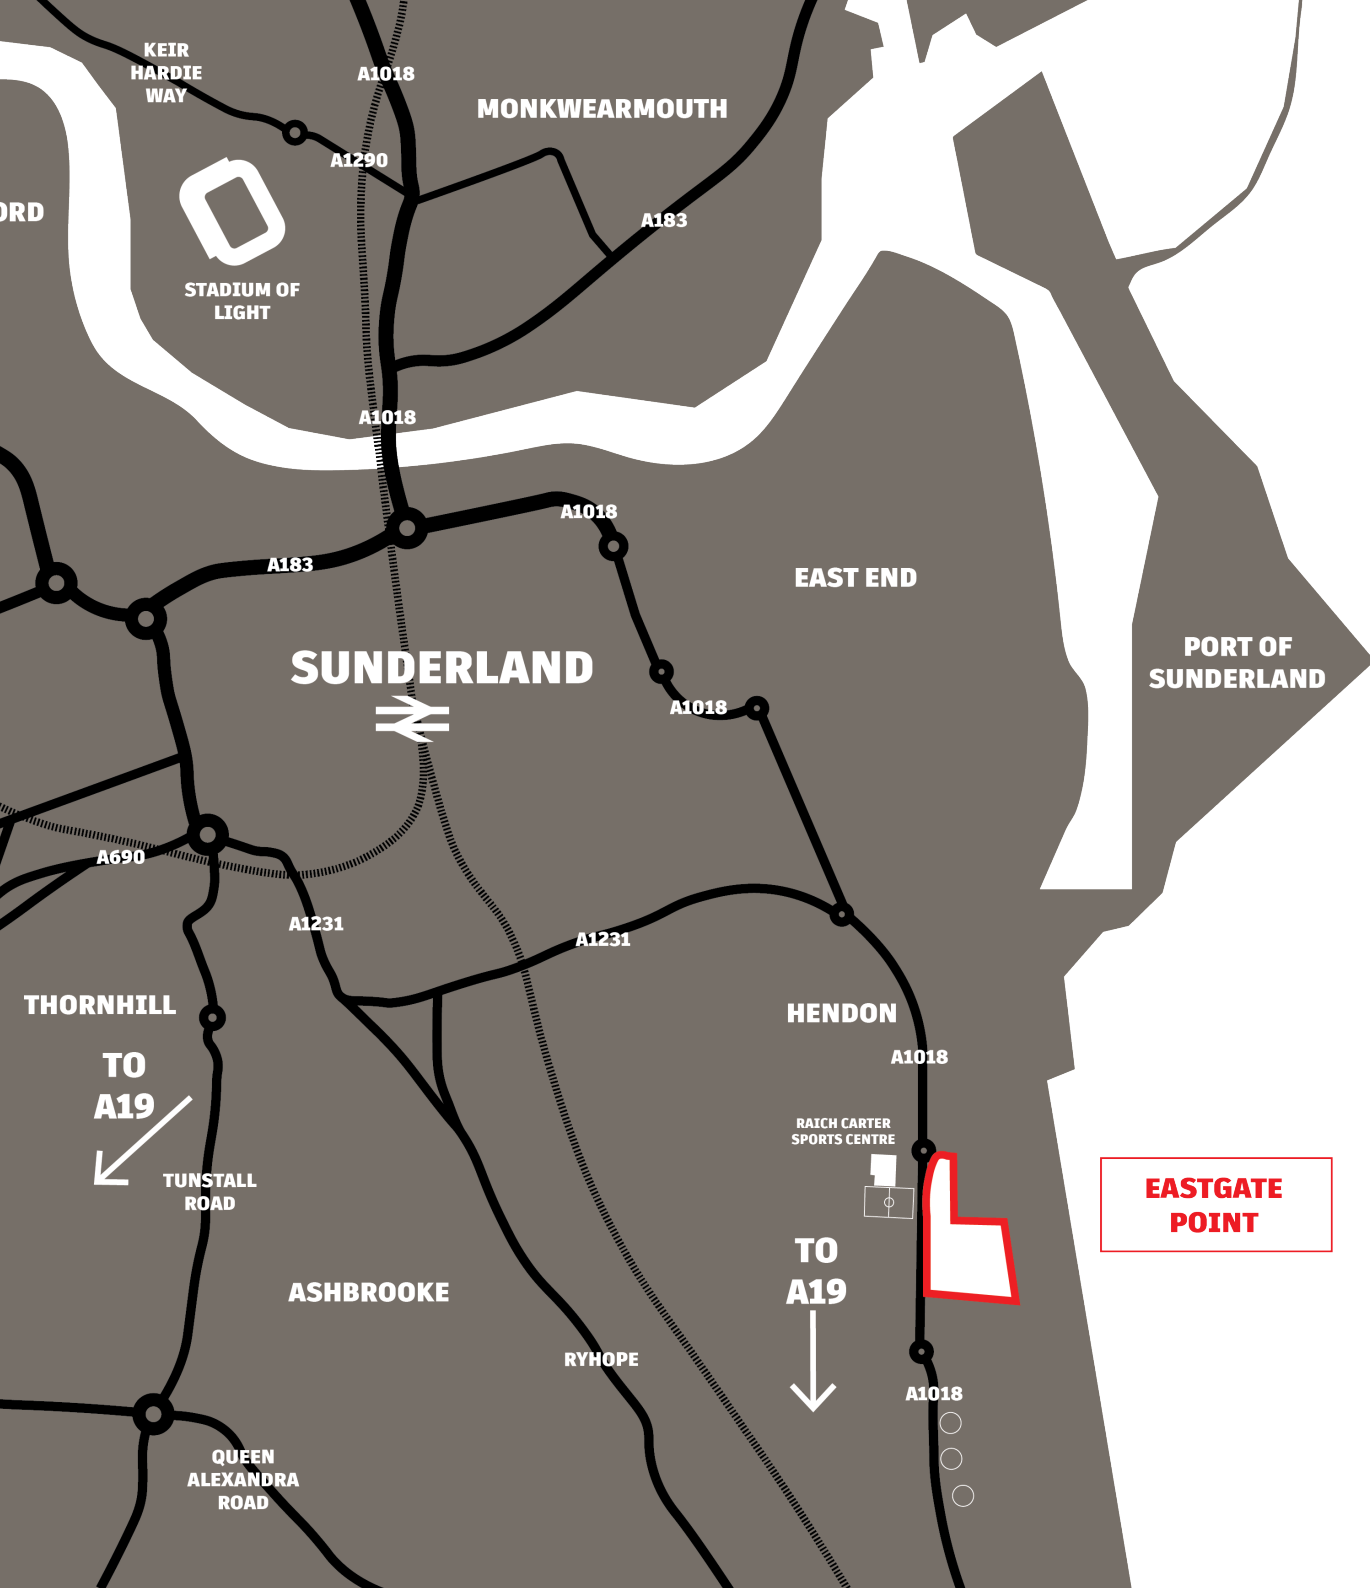 KEIR
HARDIE
WAY
A1018
MONKWEARMOUTH
A1290
ORD
A183
STADIUM OF
LIGHT
A1018
A1018
A183
EAST END
SUNDERLAND
PORT OF
SUNDERLAND
A1018
A690
A1231
A1231
THORNHILL
HENDON
TO
A19
A1018
RAICH CARTER
SPORTS CENTRE
TUNSTALL
ROAD
EASTGATE
POINT
TO
A19
ASHBROOKE
RYHOPE
A1018
QUEEN
ALEXANDRA
ROAD